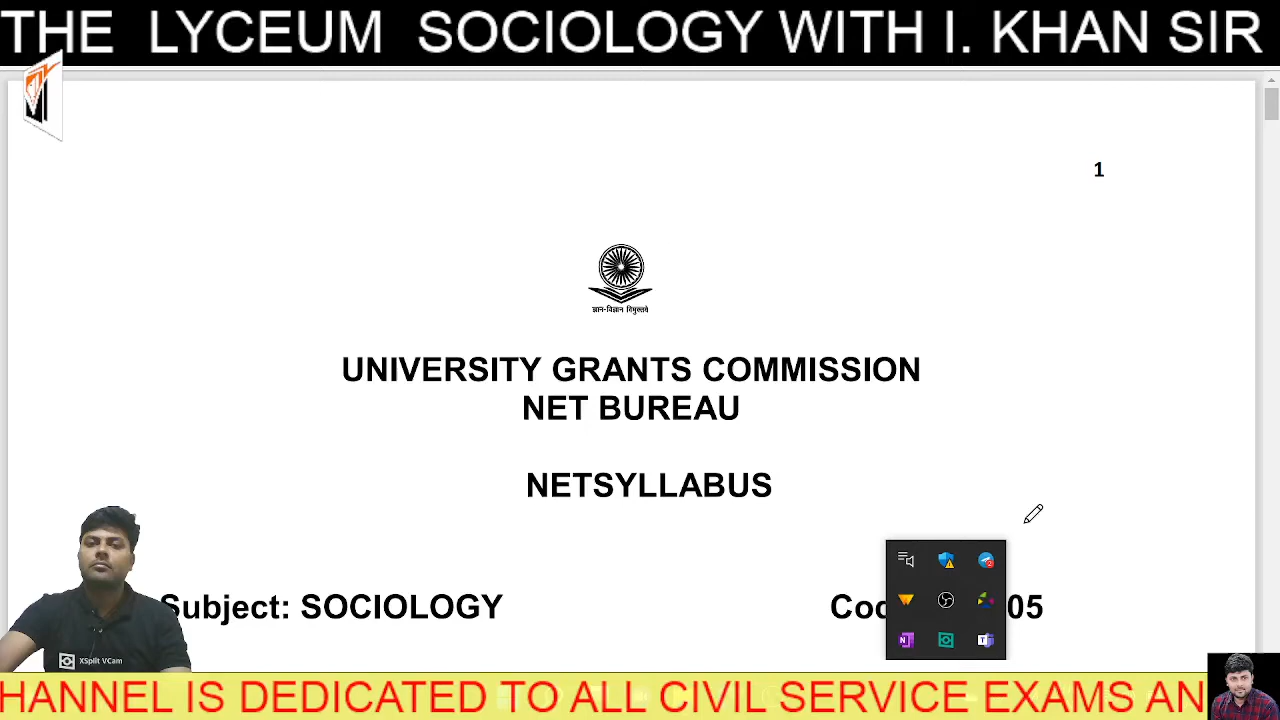 THE LYCEUM SOCIOLOGY WITH I. KHAN SIR
1
ज्ञान-विज्ञान विमुक्तये
UNIVERSITY GRANTS COMMISSION
NET BUREAU
NETSYLLABUS
Subject: SOCIOLOGY
05
XSplit VCam
HANNEL IS DEDICATED TO ALL CIVIL SERVICE EXAMS AN